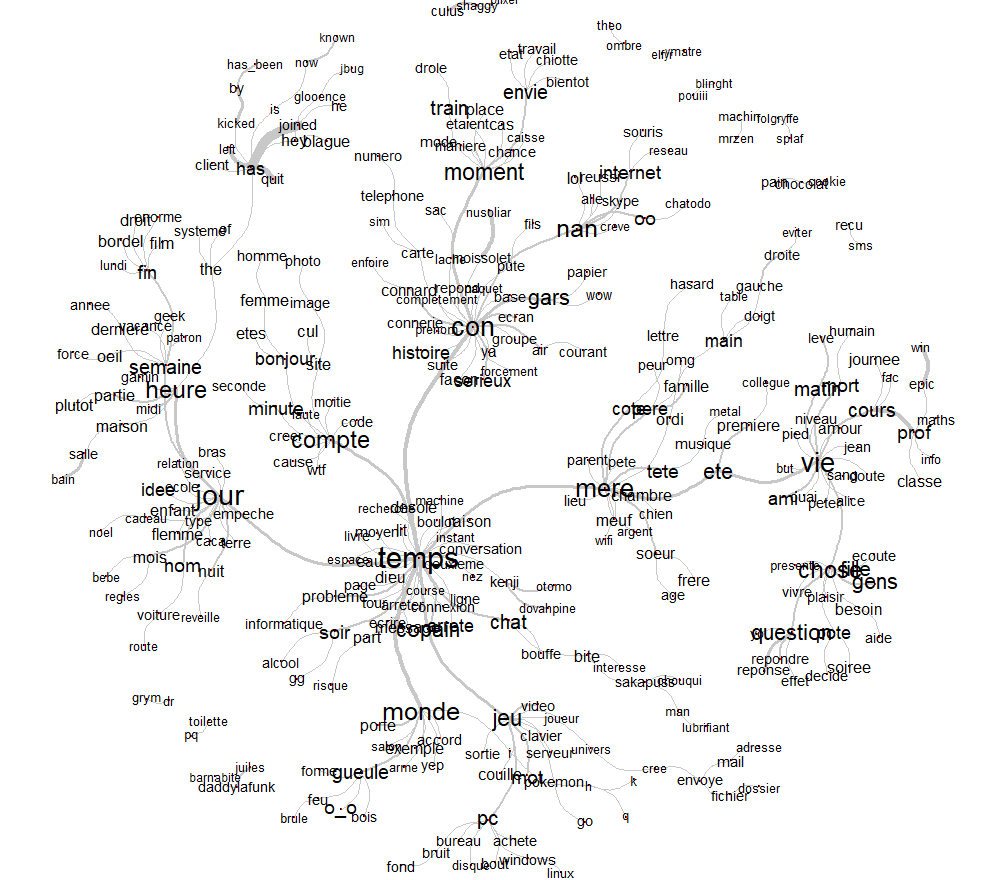 culus shaggy
theo
known
ombre
etat travail
elfyr
drole
chiotte
has_been now jbug
envie bientot
blinght
by
glooence
pouiii
is he
train place
machin folgryffe
kicked joined
etaient cas
souris
mrzen splaf
left hey blague
mode maniere chance caisse
reseau
numero
client has quit
moment
lol reussi internet
pain chocolat cookie
telephone
alle skype chatodo
sac nustiliar
oo
droit enorme
sim
fils nan creve
recu
systeme of
eviter
bordel film
carte lache moissolet
sms
homme photo
enfoire
pute
droite
lundi fin the
papier
connard repond paquet
hasard gauche
annee
femme image
completement base gars wow
table
geek
connerie prenom con ecran
doigt
derniere vacance
etes cul
lettre main
humain
patron
histoire ya groupe
leve
win
force oeil
bonjour site
suite air courant
peur omg
journee
semaine
facon serieux forcement
famille
fac
gamin heure seconde
collegue
matin mort
epic
partie
plutot midi
minute faute moitie
cote pere
metal
cours
maison
creer compte code
ordi
premiere niveau amour
maths
prof
salle
bras
cause wtf
musique
pied jean
info
bain
relation service
parent pete tete ete
but vie
sang doute
classe
idee ecole jour
mere chambre
ami ouai peter alice
enfant
machine
lieu
cadeau type empeche
recherche desole
meuf chien
noel flemme
boulot raison
wifi argent
caca terre
livre moyen lit instant
mois
espace eau temps conversation
soeur
ecoute
nom nuit
deuxieme
presente chose fille
bebe
dieu nez kenji
frere
gens
regles
page course otomo
age
vivre plaisir
probleme tour arreter connexion ligne
besoin
voiture reveille
dovahpine
informatique
ecrire message copain arrete chat
question pote
soir part
aide
route
bouffe bite
repondre
alcool
interesse
reponse soiree
gg risque
sakapuss chouqui
effet decide
grym dr
man
toilette
monde jeu video
lubrifiant
pq
porte
joueur
accord clavier
adresse
salon exemple
sortie i serveur univers
mail
juiles
forme gueule arme yep
cree
barnabite
couille mot pokemon h k envoye
daddylafunk
dossier
feu
fichier
brule o_o bois
pc
go q
bureau achete
bruit
fond disque bout windows
linux